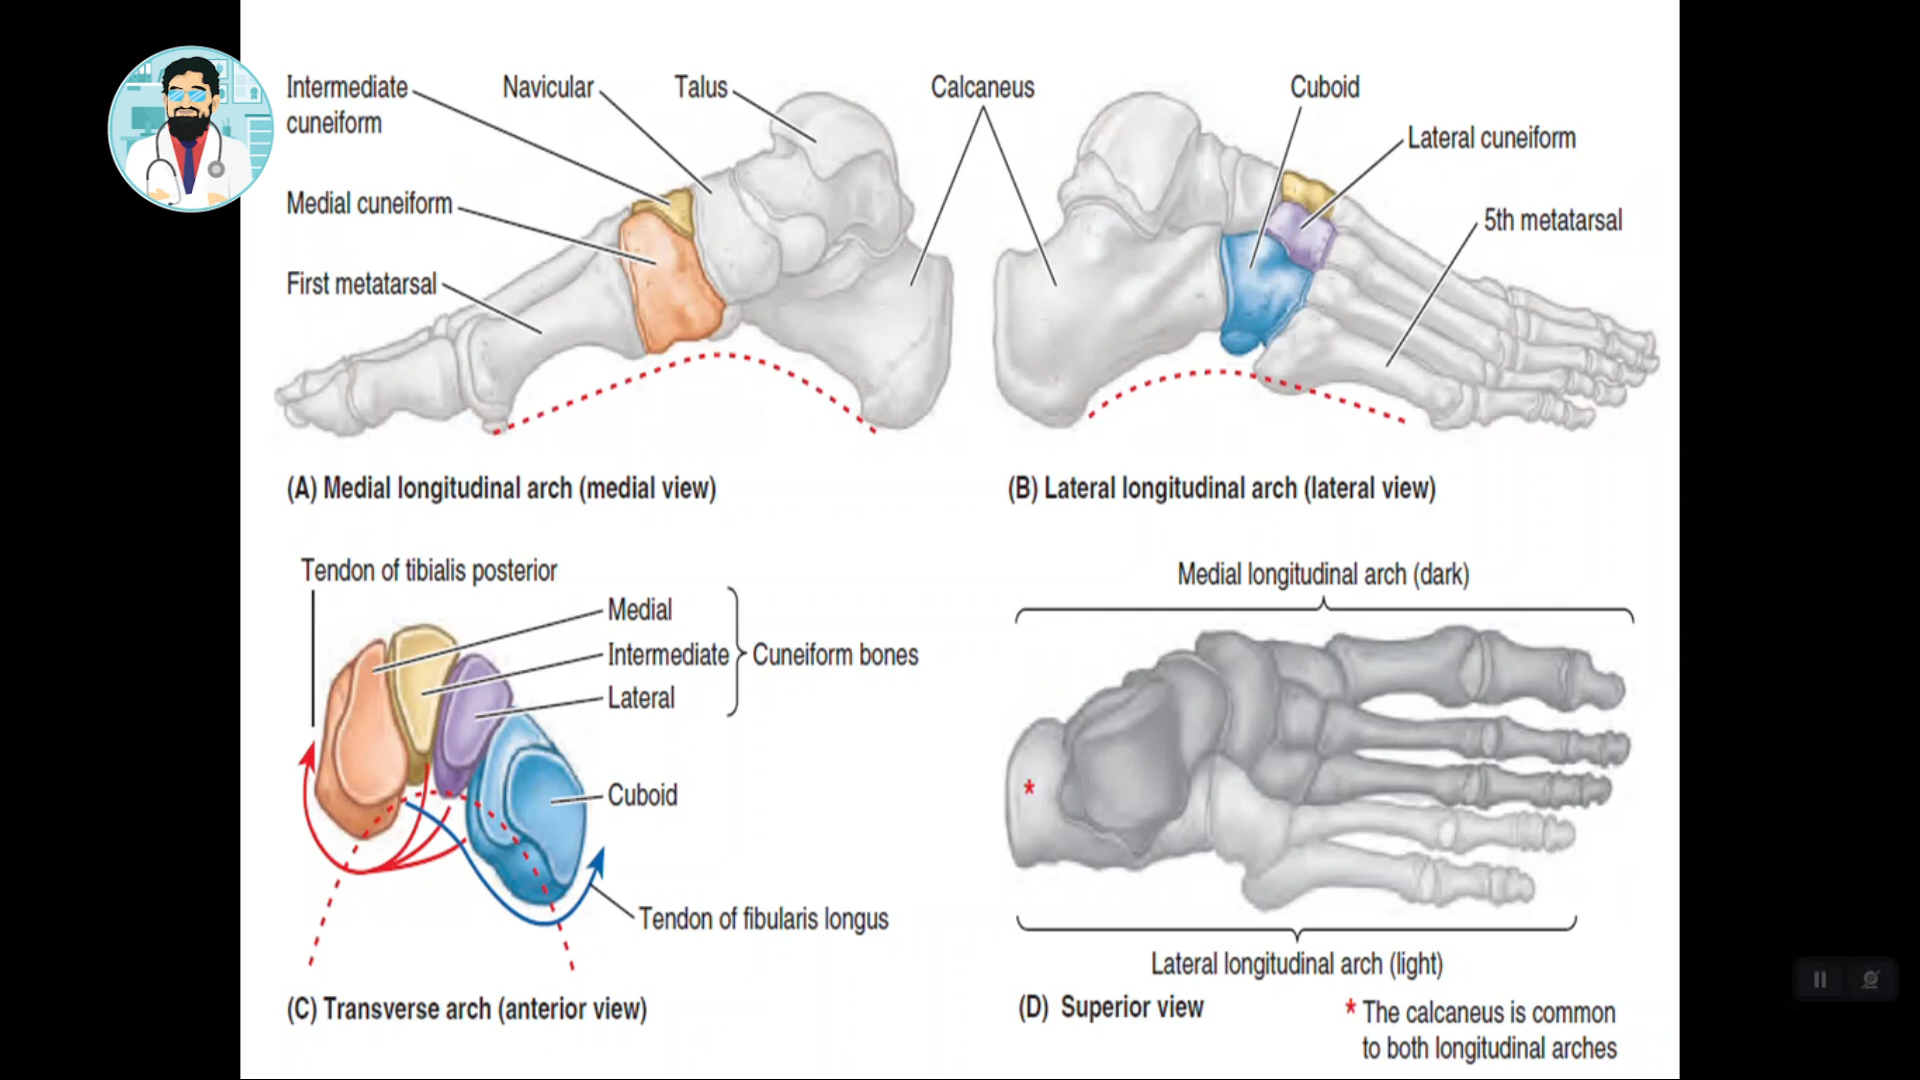 Intermediate
cuneiform
Navicular
Talus
Calcaneus
Cuboid
Lateral cuneiform
Medial cuneiform
5th metatarsal
First metatarsal
(A) Medial longitudinal arch (medial view)
(B) Lateral longitudinal arch (lateral view)
Tendon of tibialis posterior
Medial
Intermediate
Cuneiform bones
Lateral
Cuboid
Tendon of fibularis longus
(C) Transverse arch (anterior view)
Medial longitudinal arch (dark)
*
Lateral longitudinal arch (light)
(D) Superior view
* The calcaneus is common
to both longitudinal arches